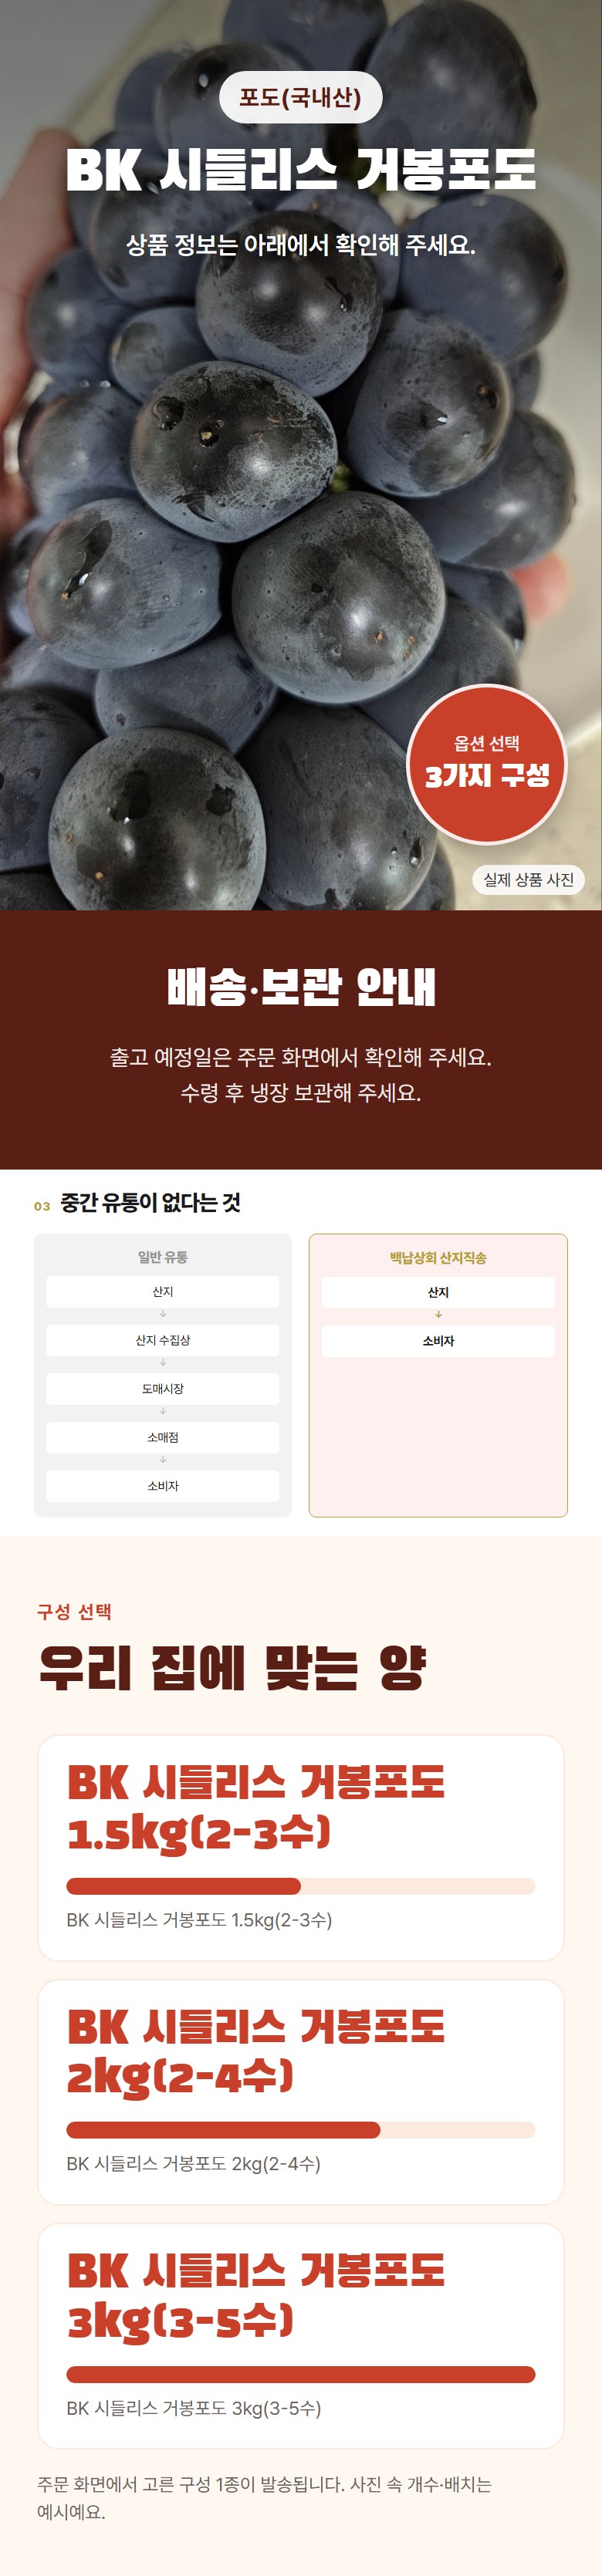 포도(국내산)
BK 시들리스 거봉포도
상품 정보는 아래에서 확인해 주세요.
옵션 선택
3가지 구성
실제 상품 사진
배송·보관 안내
출고 예정일은 주문 화면에서 확인해 주세요.
수령 후 냉장 보관해 주세요.
03 중간 유통이 없다는 것
일반 유통
산지
↓
산지 수집상
↓
도매시장
↓
소매점
↓
소비자
백납상회 산지직송
산지
↓
소비자
구성 선택
우리 집에 맞는 양
BK 시들리스 거봉포도
1.5kg(2-3수)
BK 시들리스 거봉포도 1.5kg(2-3수)
BK 시들리스 거봉포도
2kg(2-4수)
BK 시들리스 거봉포도 2kg(2-4수)
BK 시들리스 거봉포도
3kg(3-5수)
BK 시들리스 거봉포도 3kg(3-5수)
주문 화면에서 고른 구성 1종이 발송됩니다. 사진 속 개수·배치는
예시예요.